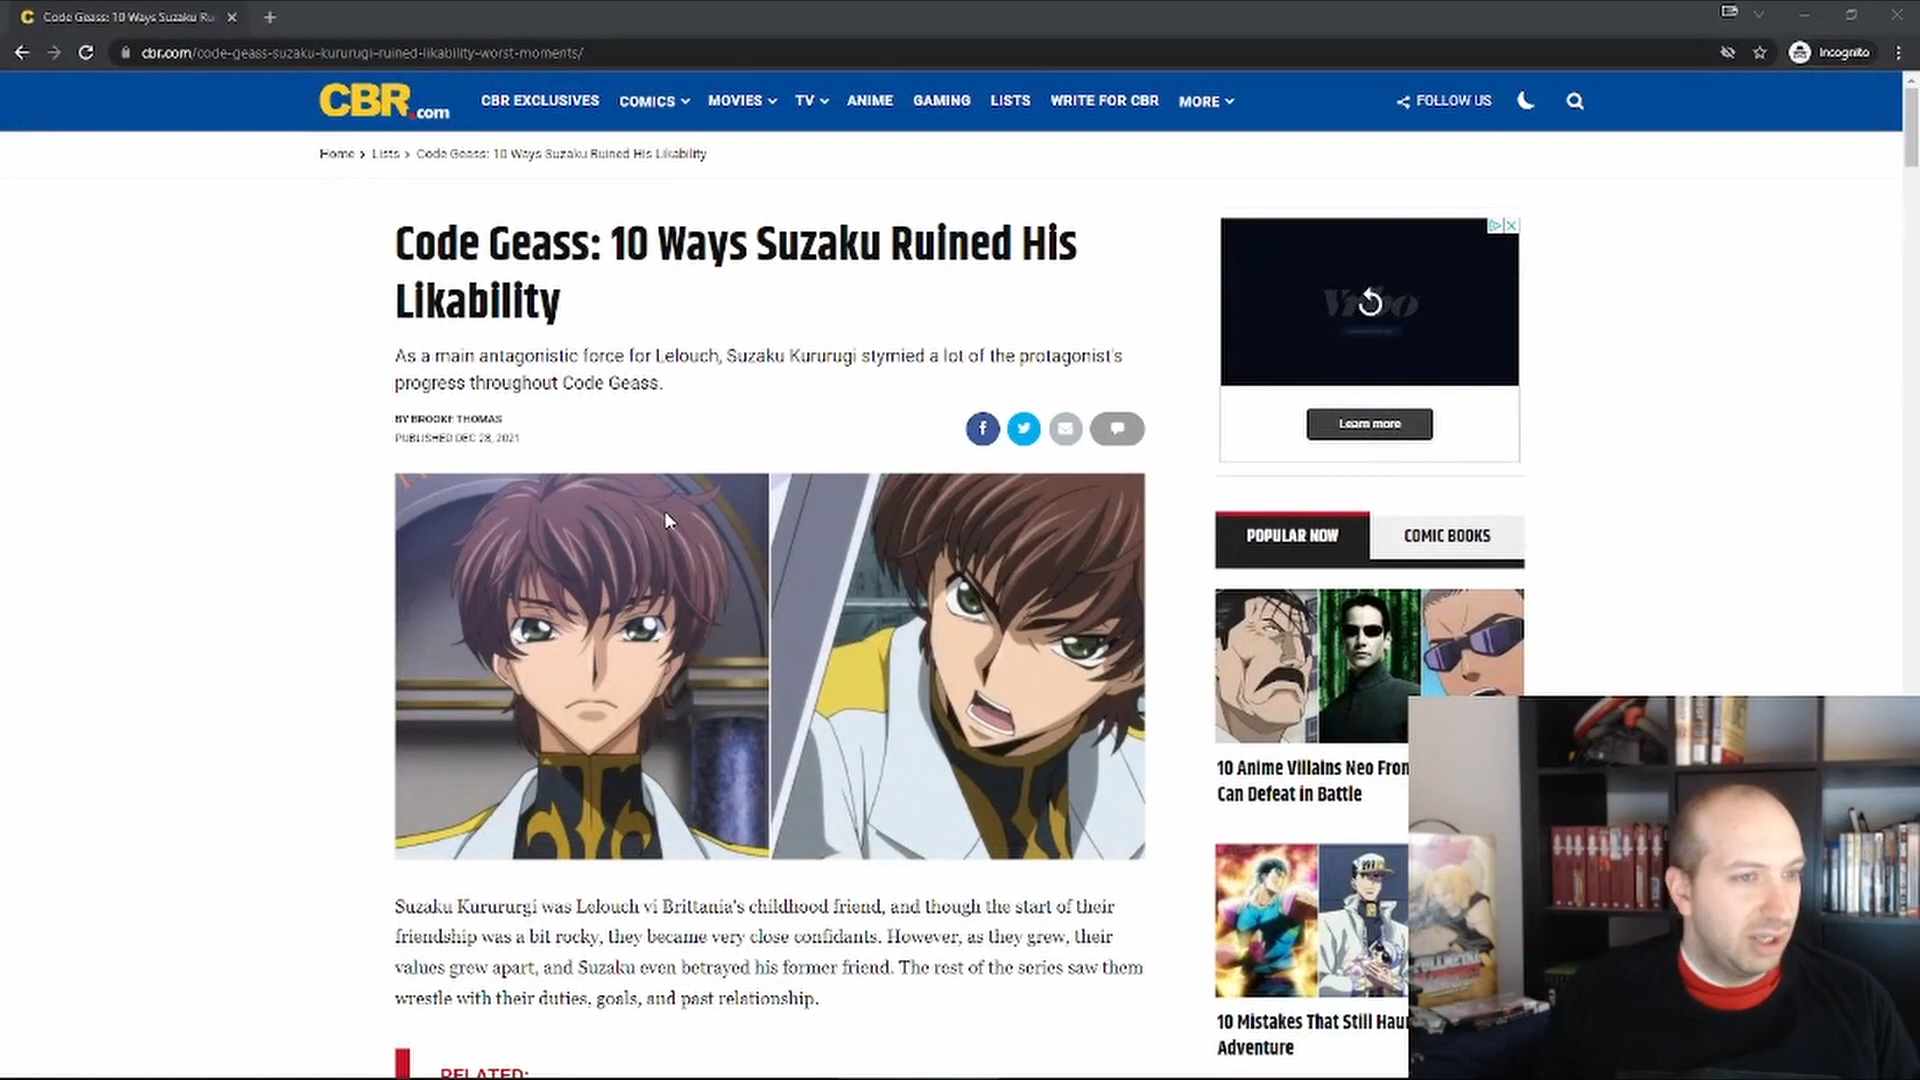 Code Geass: 10 Ways Suzaku Ru
cbr.com/code-geass-suzaku-kururugi-ruined-likability-worst-moments/
Incognito
CBR.com
CBR EXCLUSIVES COMICS MOVIES TV ANIME GAMING LISTS WRITE FOR CBR MORE FOLLOW US
Home > Lists > Code Geass: 10 Ways Suzaku Ruined His Likability
Code Geass: 10 Ways Suzaku Ruined His
Likability
As a main antagonistic force for Lelouch, Suzaku Kururugi stymied a lot of the protagonist's
progress throughout Code Geass.
BY BROOKE THOMAS
PUBLISHED DEC 28, 2021
Vrbo
Learn more
POPULAR NOW COMIC BOOKS
10 Anime Villains Neo Fron
Can Defeat in Battle
10 Mistakes That Still Hau
Adventure
Suzaku Kururugi was Lelouch vi Brittania's childhood friend, and though the start of their
friendship was a bit rocky, they became very close confidants. However, as they grew, their
values grew apart, and Suzaku even betrayed his former friend. The rest of the series saw them
wrestle with their duties, goals, and past relationship.
RELATED: